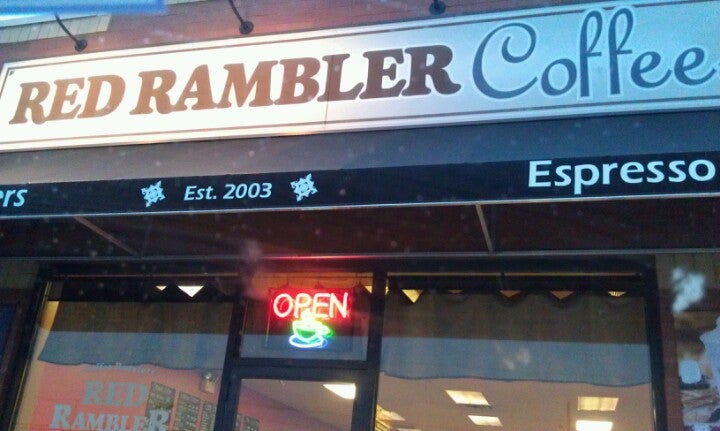 RED RAMBLER Coffee
ers Est. 2003 Espresso
OPEN
RED
RAMBLER